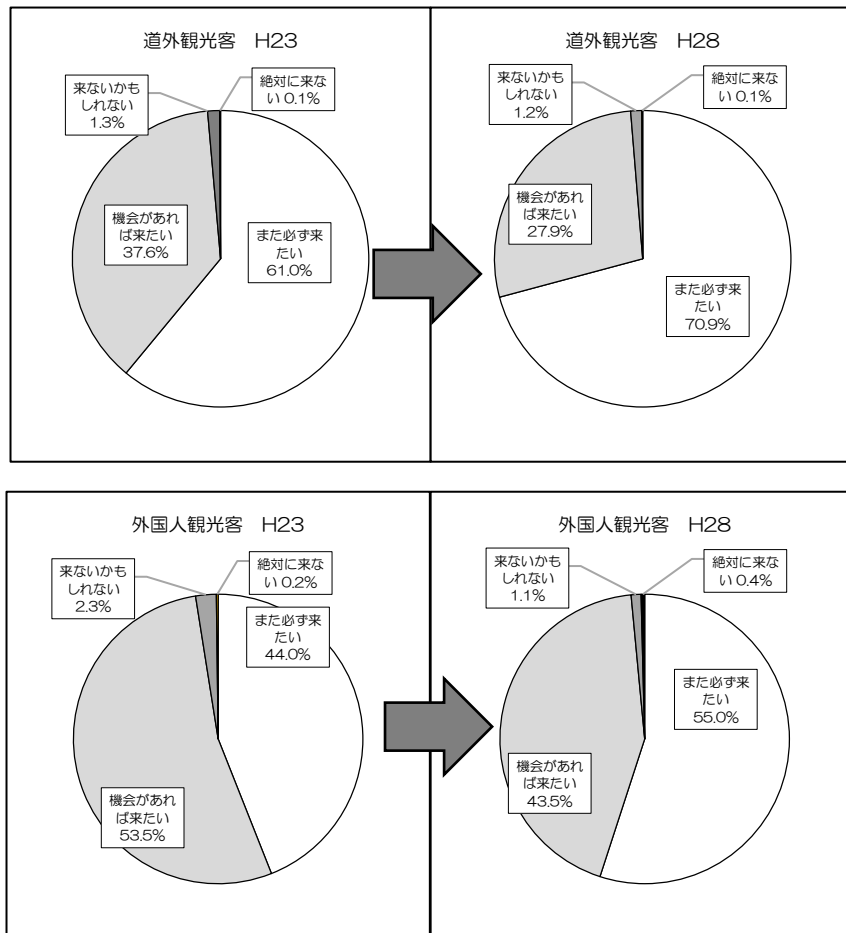 道外観光客 H23
来ないかも
しれない
1.3%
絶対に来な
い 0.1%
機会があれ
ば来たい
37.6%
また必ず来
たい
61.0%
道外観光客 H28
来ないかも
しれない
1.2%
絶対に来な
い 0.1%
機会があれ
ば来たい
27.9%
また必ず来
たい
70.9%
外国人観光客 H23
来ないかも
しれない
2.3%
絶対に来な
い 0.2%
また必ず来
たい
44.0%
機会があれ
ば来たい
53.5%
外国人観光客 H28
来ないかも
しれない
1.1%
絶対に来な
い 0.4%
また必ず来
たい
55.0%
機会があれ
ば来たい
43.5%